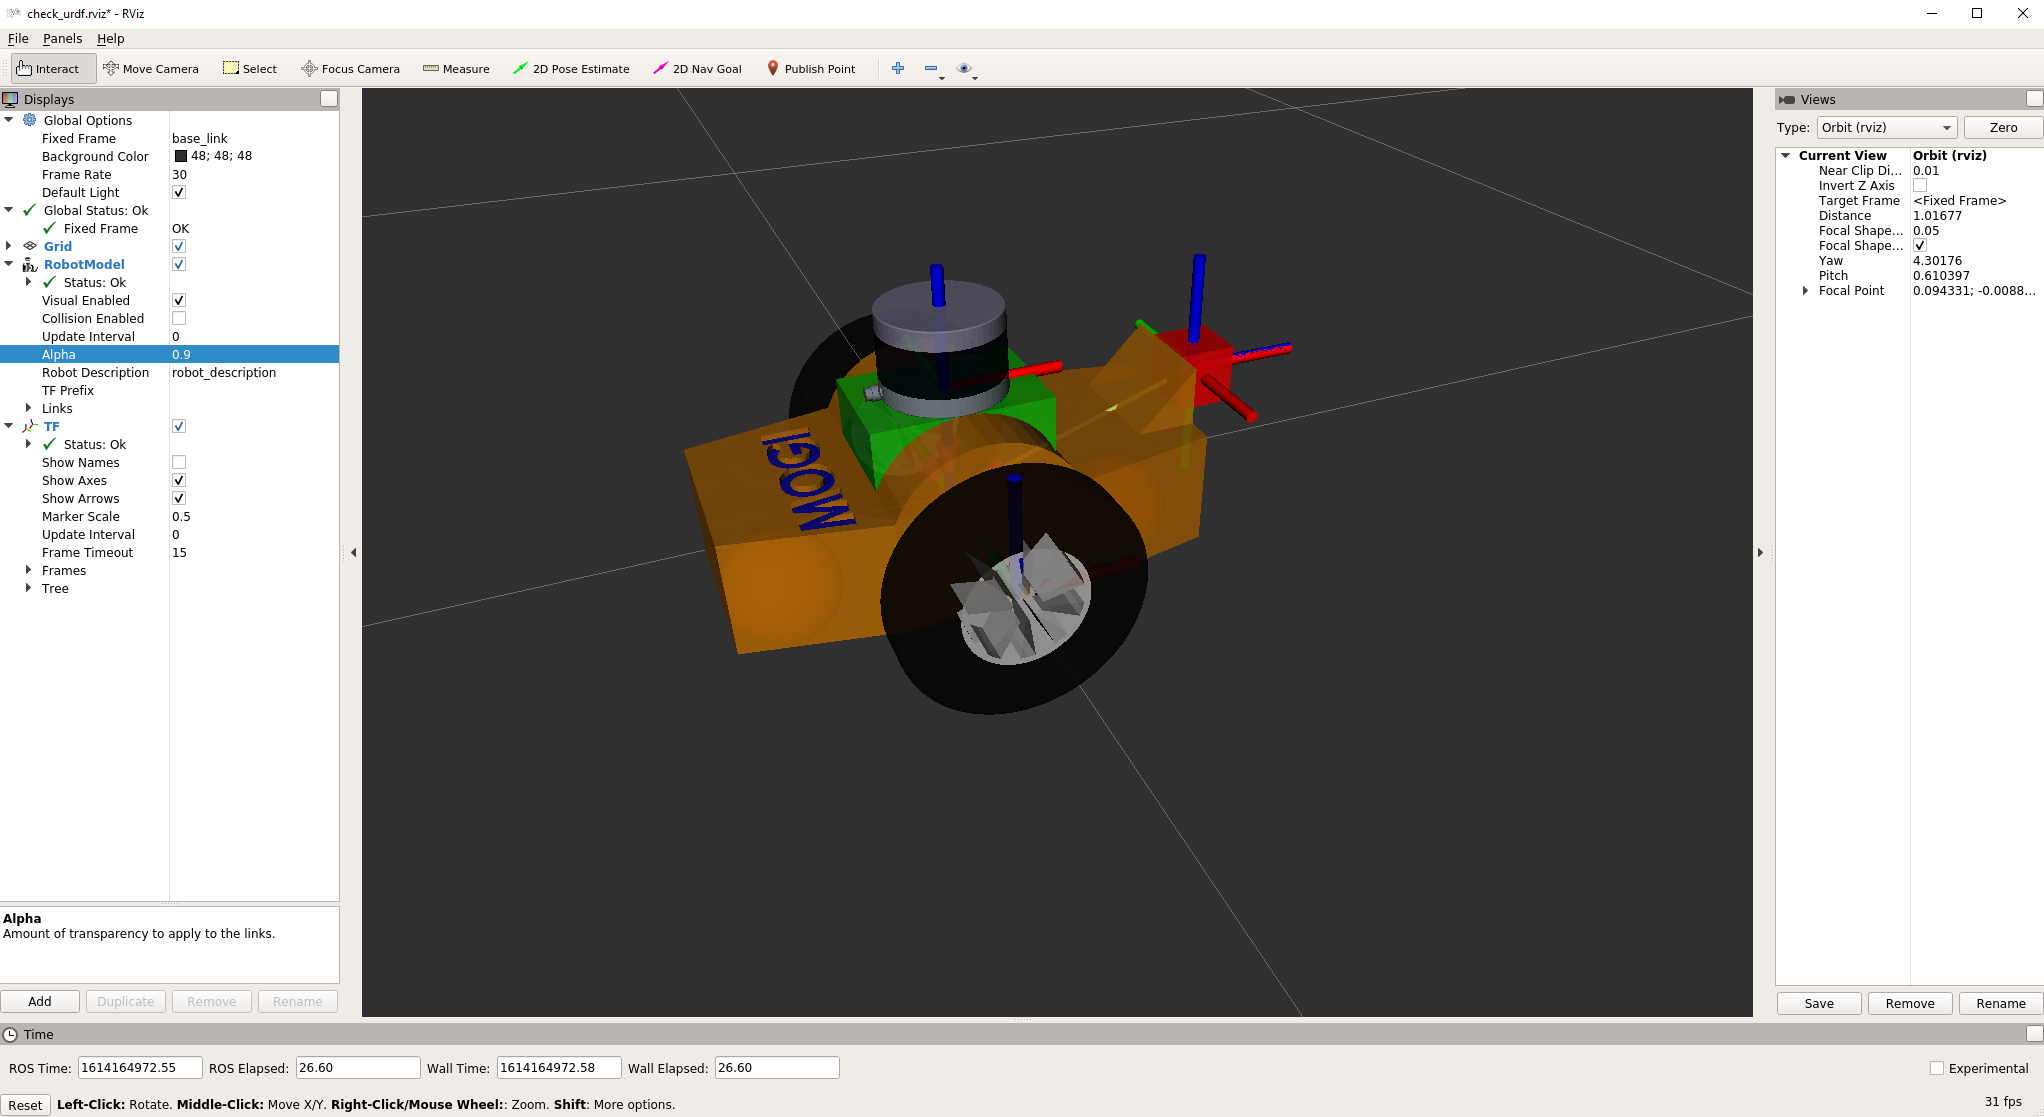 check_urdf.rviz* - RViz
File Panels Help
Interact Move Camera Select Focus Camera Measure 2D Pose Estimate 2D Nav Goal Publish Point
Displays
Global Options
Fixed Frame base_link
Background Color 48; 48; 48
Frame Rate 30
Default Light
Global Status: Ok
Fixed Frame OK
Grid
RobotModel
Status: Ok
Visual Enabled
Collision Enabled
Update Interval 0
Alpha 0.9
Robot Description robot_description
TF Prefix
Links
TF
Status: Ok
Show Names
Show Axes
Show Arrows
Marker Scale 0.5
Update Interval 0
Frame Timeout 15
Frames
Tree
Alpha
Amount of transparency to apply to the links.
Add Duplicate Remove Rename
MOGI
Views
Type: Orbit (rviz) Zero
Current View Orbit (rviz)
Near Clip Di... 0.01
Invert Z Axis
Target Frame <Fixed Frame>
Distance 1.01677
Focal Shape... 0.05
Focal Shape...
Yaw 4.30176
Pitch 0.610397
Focal Point 0.094331; -0.0088...
Save Remove Rename
Time
ROS Time: 1614164972.55 ROS Elapsed: 26.60 Wall Time: 1614164972.58 Wall Elapsed: 26.60 Experimental
Reset Left-Click: Rotate. Middle-Click: Move X/Y. Right-Click/Mouse Wheel:: Zoom. Shift: More options. 31 fps